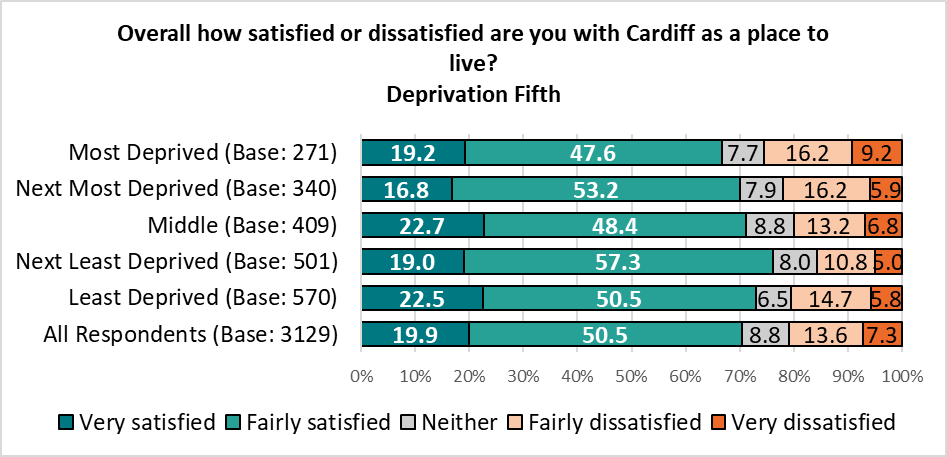 Overall how satisfied or dissatisfied are you with Cardiff as a place to
live?
Deprivation Fifth
Most Deprived (Base: 271) 19.2 47.6 7.7 16.2 9.2
Next Most Deprived (Base: 340) 16.8 53.2 7.9 16.2 5.9
Middle (Base: 409) 22.7 48.4 8.8 13.2 6.8
Next Least Deprived (Base: 501) 19.0 57.3 8.0 10.8 5.0
Least Deprived (Base: 570) 22.5 50.5 6.5 14.7 5.8
All Respondents (Base: 3129) 19.9 50.5 8.8 13.6 7.3
0% 10% 20% 30% 40% 50% 60% 70% 80% 90% 100%
Very satisfied Fairly satisfied Neither Fairly dissatisfied Very dissatisfied